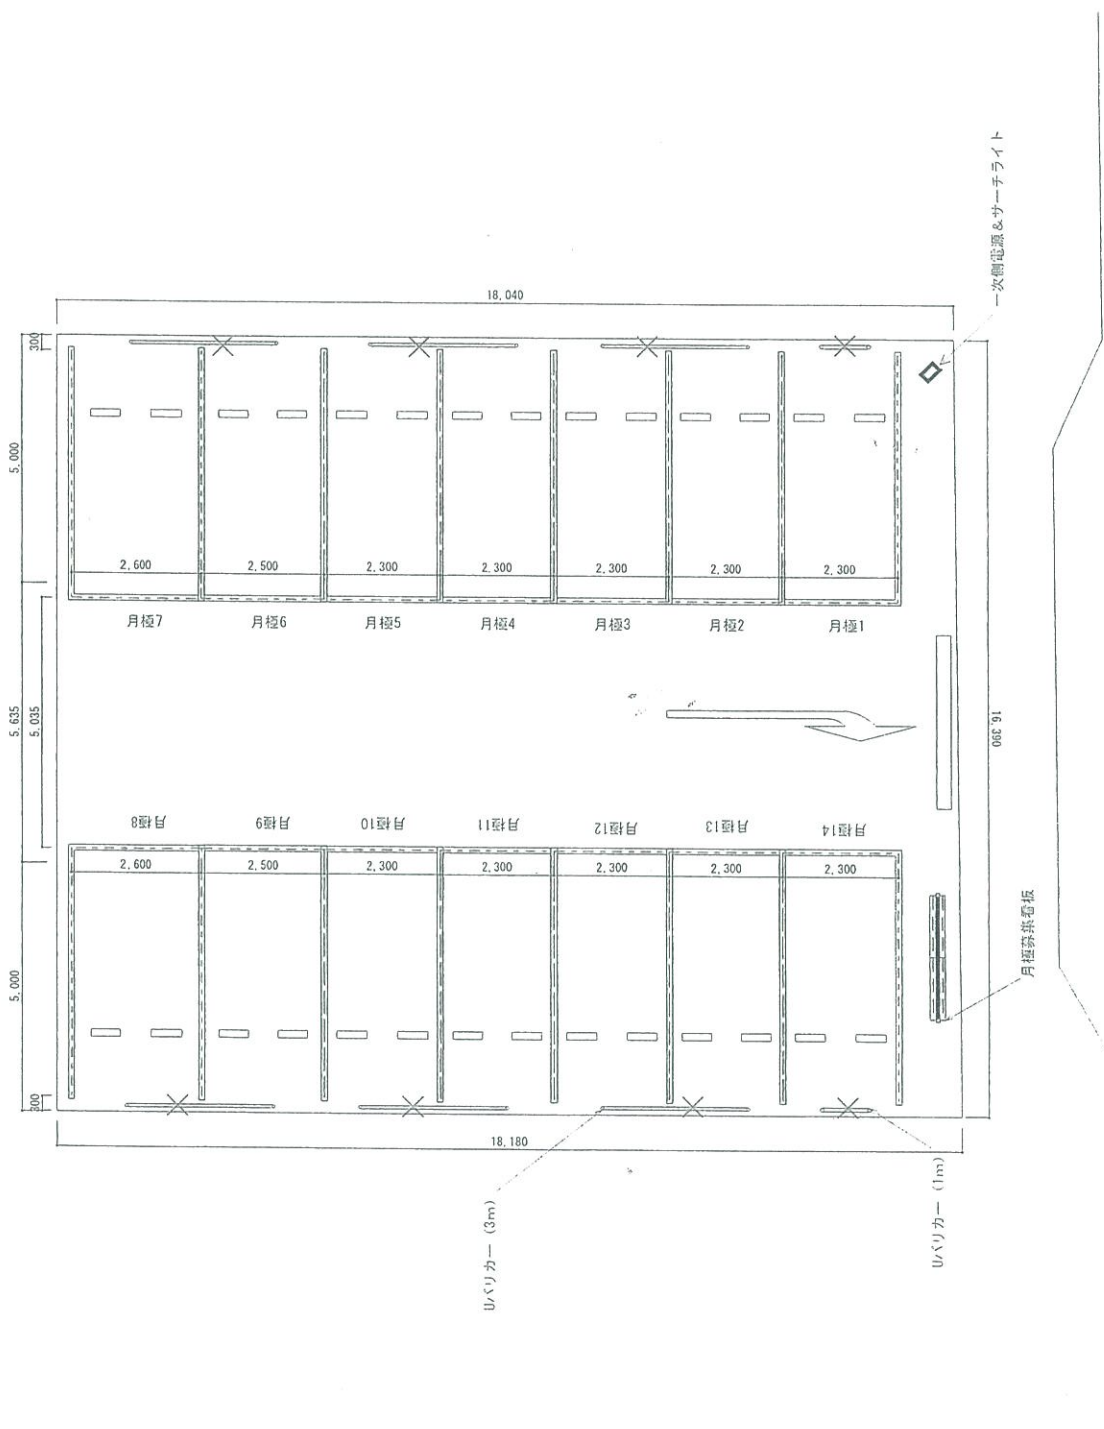 一次側電源&サーチライト
18,040
300
5,000
2,600
2,500
2,300
2,300
2,300
2,300
2,300
月極7
月極6
月極5
月極4
月極3
月極2
月極1
5,635
5,035
16,390
月極8
月極9
月極10
月極11
月極12
月極13
月極14
2,600
2,500
2,300
2,300
2,300
2,300
2,300
5,000
月極募集看板
300
18,180
Uバリカー (3m)
Uバリカー (1m)